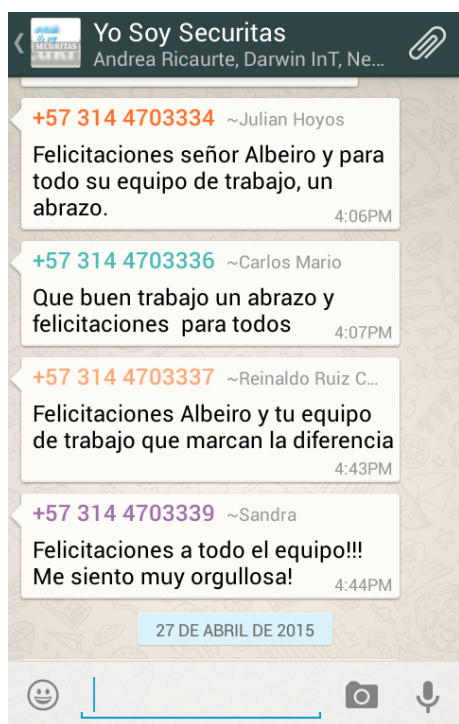 Yo Soy Securitas
Andrea Ricaurte, Darwin InT, Ne...
SECURITAS
+57 314 4703334 ~Julian Hoyos
Felicitaciones señor Albeiro y para
todo su equipo de trabajo, un
abrazo.
4:06PM
+57 314 4703336 ~Carlos Mario
Que buen trabajo un abrazo y
felicitaciones para todos
4:07PM
+57 314 4703337 ~Reinaldo Ruiz C...
Felicitaciones Albeiro y tu equipo
de trabajo que marcan la diferencia
4:43PM
+57 314 4703339 ~Sandra
Felicitaciones a todo el equipo!!!
Me siento muy orgullosa!
4:44PM
27 DE ABRIL DE 2015